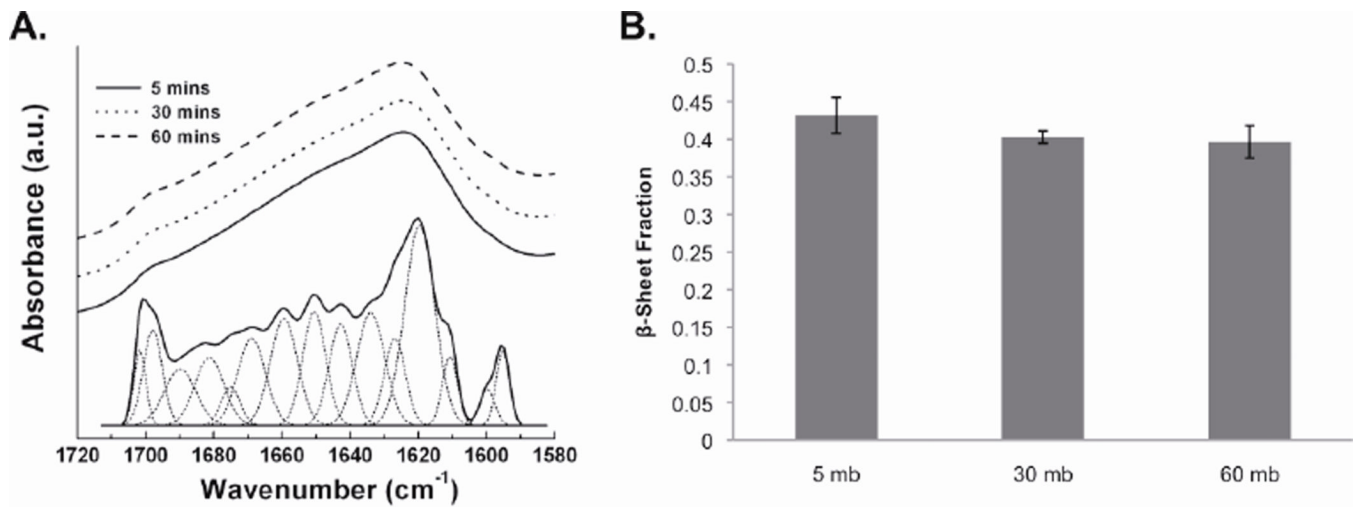 A.
5 mins
30 mins
60 mins
Absorbance (a.u.)
1720 1700 1680 1660 1640 1620 1600 1580
Wavenumber (cm⁻¹)
B.
0.5
0.45
0.4
0.35
0.3
0.25
0.2
0.15
0.1
0.05
0
β-Sheet Fraction
5 mb 30 mb 60 mb